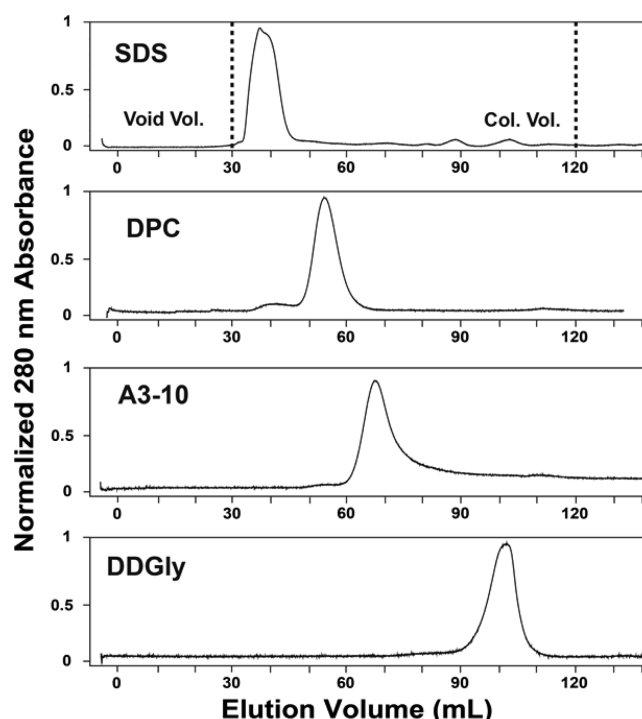 1
SDS
0.5
Void Vol.
Col. Vol.
0
0 30 60 90 120
1
DPC
0.5
0
0 30 60 90 120
1
A3-10
0.5
0
0 30 60 90 120
1
DDGly
0.5
0
0 30 60 90 120
Normalized 280 nm Absorbance
Elution Volume (mL)